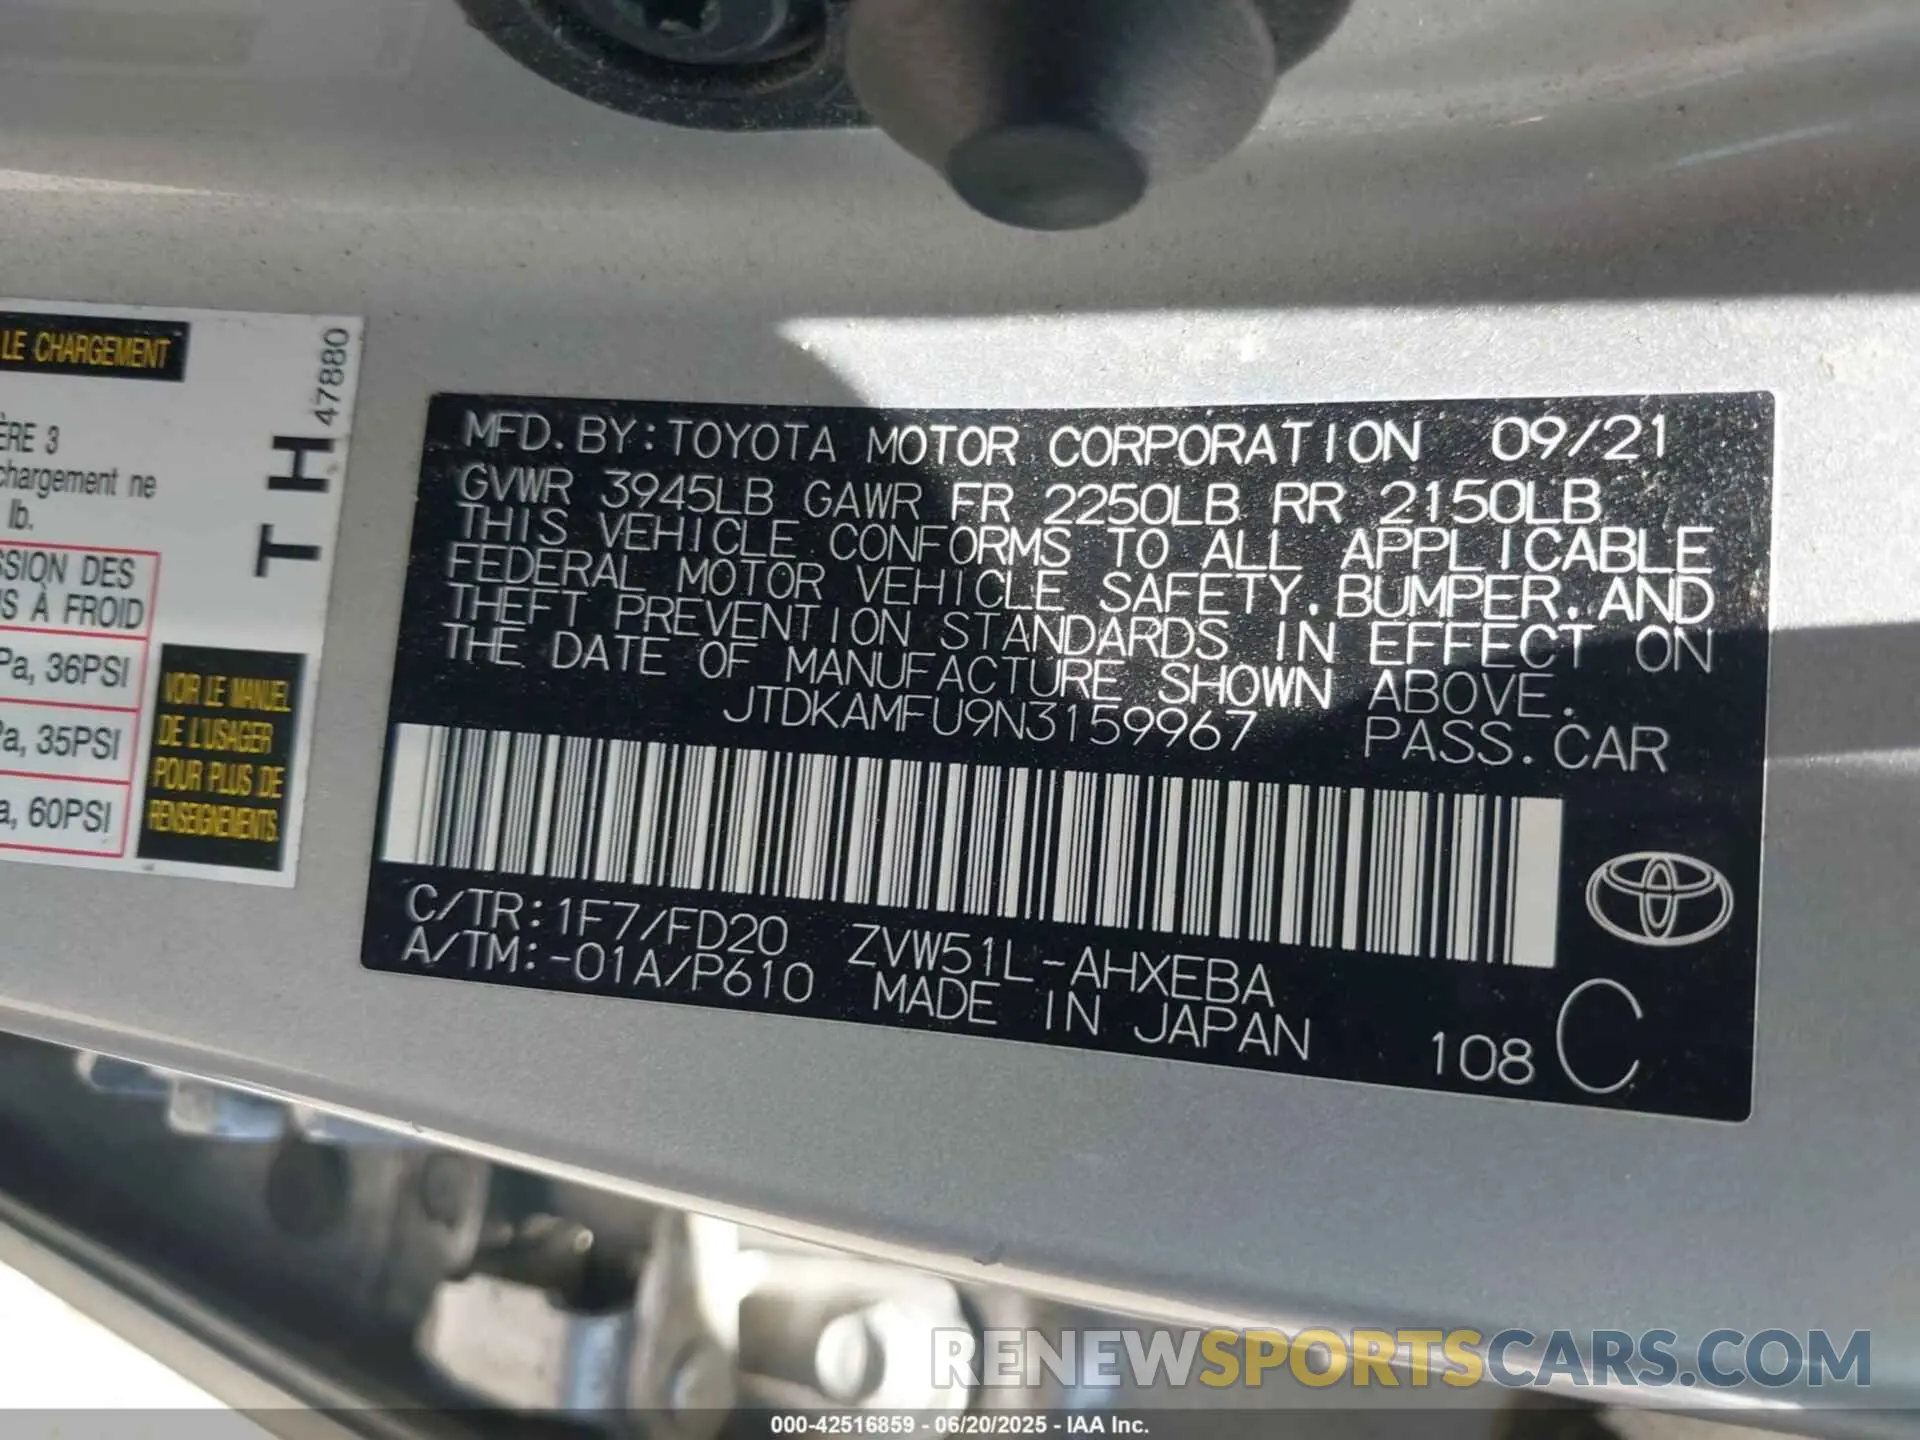 LE CHARGEMENT
47880
ÈRE 3
chargement ne
lb.
T H
SSION DES
S À FROID
Pa, 36PSI
Pa, 35PSI
a, 60PSI
VOIR LE MANUEL
DE L'USAGER
POUR PLUS DE
RENSEIGNEMENTS.
MFD. BY: TOYOTA MOTOR CORPORATION 09/21
GVWR 3945LB GAWR FR 2250LB RR 2150LB
THIS VEHICLE CONFORMS TO ALL APPLICABLE
FEDERAL MOTOR VEHICLE SAFETY, BUMPER, AND
THEFT PREVENTION STANDARDS IN EFFECT ON
THE DATE OF MANUFACTURE SHOWN ABOVE.
JTDKAMFU9N3159967 PASS. CAR
C/TR: 1F7/FD20 ZVW51L-AHXEBA
A/TM: -01A/P610 MADE IN JAPAN
108 C
RENEWSPORTSCARS.COM
000-42516859 - 06/20/2025 - IAA Inc.